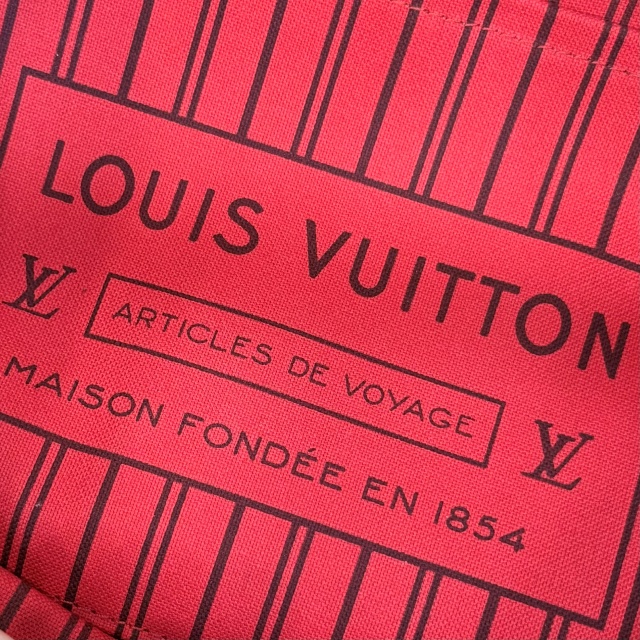 LOUIS VUITTON
LV
ARTICLES DE VOYAGE
LV
MAISON FONDÉE EN 1854